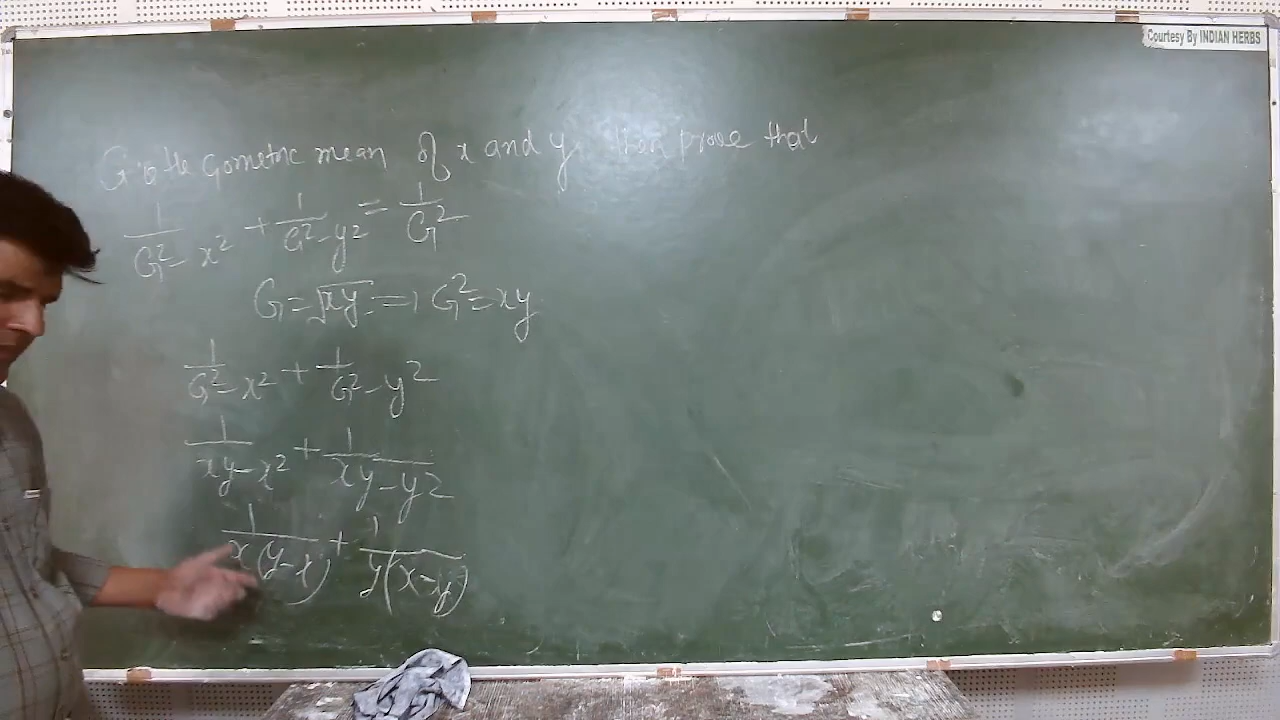 Courtesy By INDIAN HERBS
G is the Gometric mean of x and y, then prove that
1/(G²-x²) + 1/(G²-y²) = 1/G²
G = √xy ⇒ G² = xy
1/(G²-x²) + 1/(G²-y²)
1/(xy-x²) + 1/(xy-y²)
1/(x(y-x)) + 1/(y(x-y))